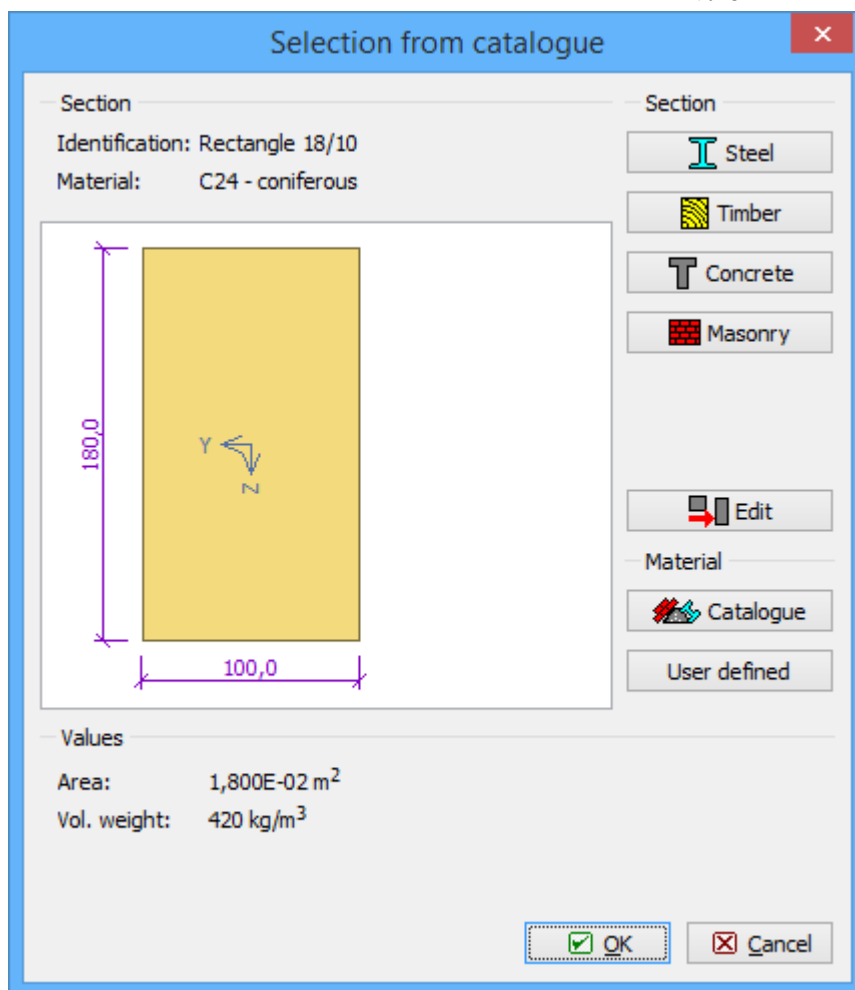 Selection from catalogue
Section
Identification: Rectangle 18/10
Material: C24 - coniferous
180,0
Y
Z
100,0
Values
Area: 1,800E-02 m²
Vol. weight: 420 kg/m³
Section
Steel
Timber
Concrete
Masonry
Edit
Material
Catalogue
User defined
OK
Cancel